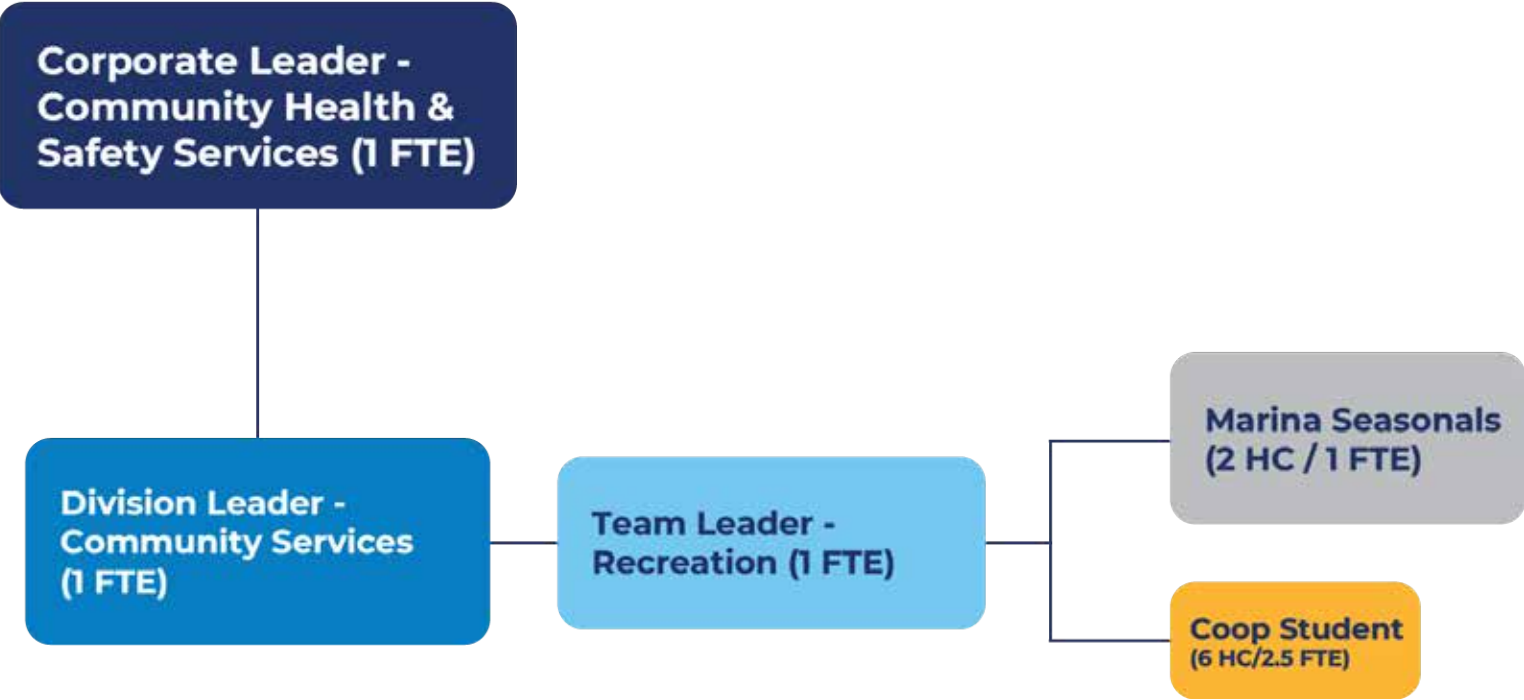 Corporate Leader -
Community Health &
Safety Services (1 FTE)
Division Leader -
Community Services
(1 FTE)
Team Leader -
Recreation (1 FTE)
Marina Seasonals
(2 HC / 1 FTE)
Coop Student
(6 HC/2.5 FTE)